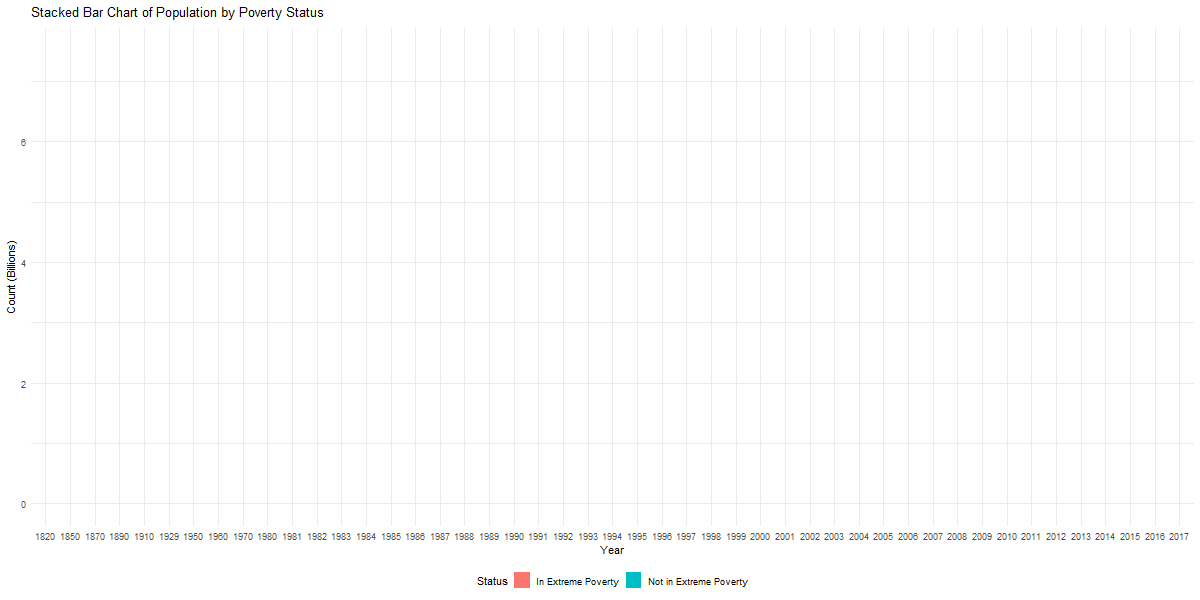 Stacked Bar Chart of Population by Poverty Status
Count (Billions)
6
4
2
0
1820 1850 1870 1890 1910 1929 1950 1960 1970 1980 1981 1982 1983 1984 1985 1986 1987 1988 1989 1990 1991 1992 1993 1994 1995 1996 1997 1998 1999 2000 2001 2002 2003 2004 2005 2006 2007 2008 2009 2010 2011 2012 2013 2014 2015 2016 2017
Year
Status In Extreme Poverty Not in Extreme Poverty